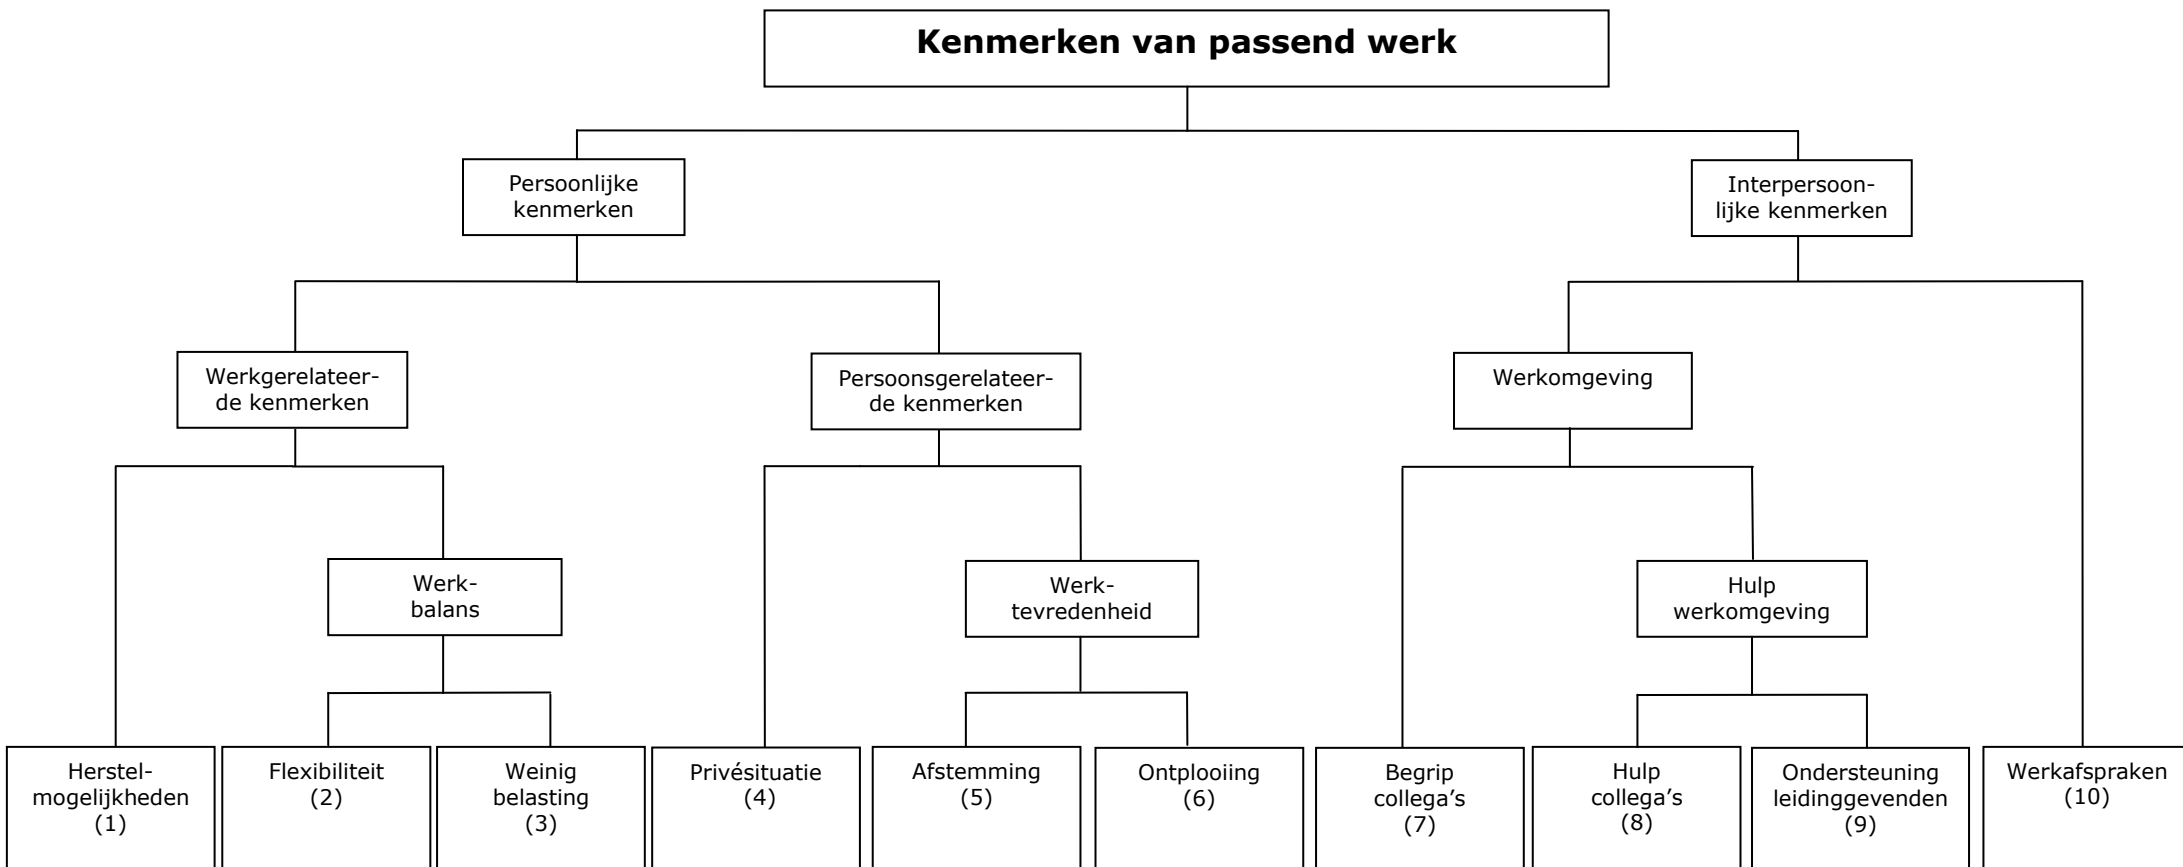 Kenmerken van passend werk
Persoonlijke
kenmerken
Interpersoon-
lijke kenmerken
Werkgerelateer-
de kenmerken
Persoonsgerelateer-
de kenmerken
Werkomgeving
Werk-
balans
Werk-
tevredenheid
Hulp
werkomgeving
Herstel-
mogelijkheden
(1)
Flexibiliteit
(2)
Weinig
belasting
(3)
Privésituatie
(4)
Afstemming
(5)
Ontplooiing
(6)
Begrip
collega’s
(7)
Hulp
collega’s
(8)
Ondersteuning
leidinggevenden
(9)
Werkafspraken
(10)